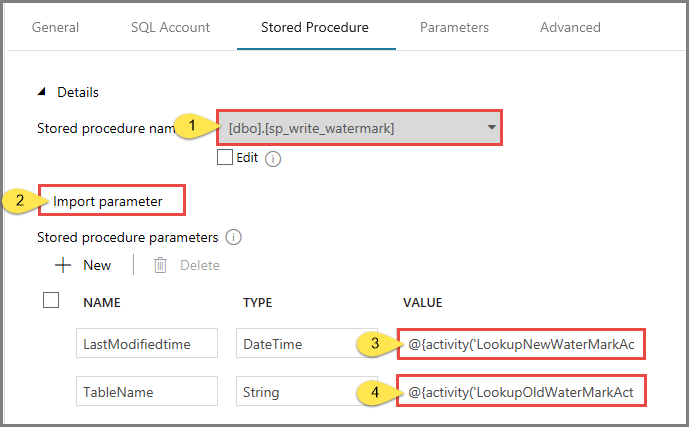 General SQL Account Stored Procedure Parameters Advanced
Details
Stored procedure nam 1 [dbo].[sp_write_watermark]
Edit i
2 Import parameter
Stored procedure parameters i
+ New Delete
NAME TYPE VALUE
LastModifiedtime DateTime 3 @{activity('LookupNewWaterMarkAc
TableName String 4 @{activity('LookupOldWaterMarkAct